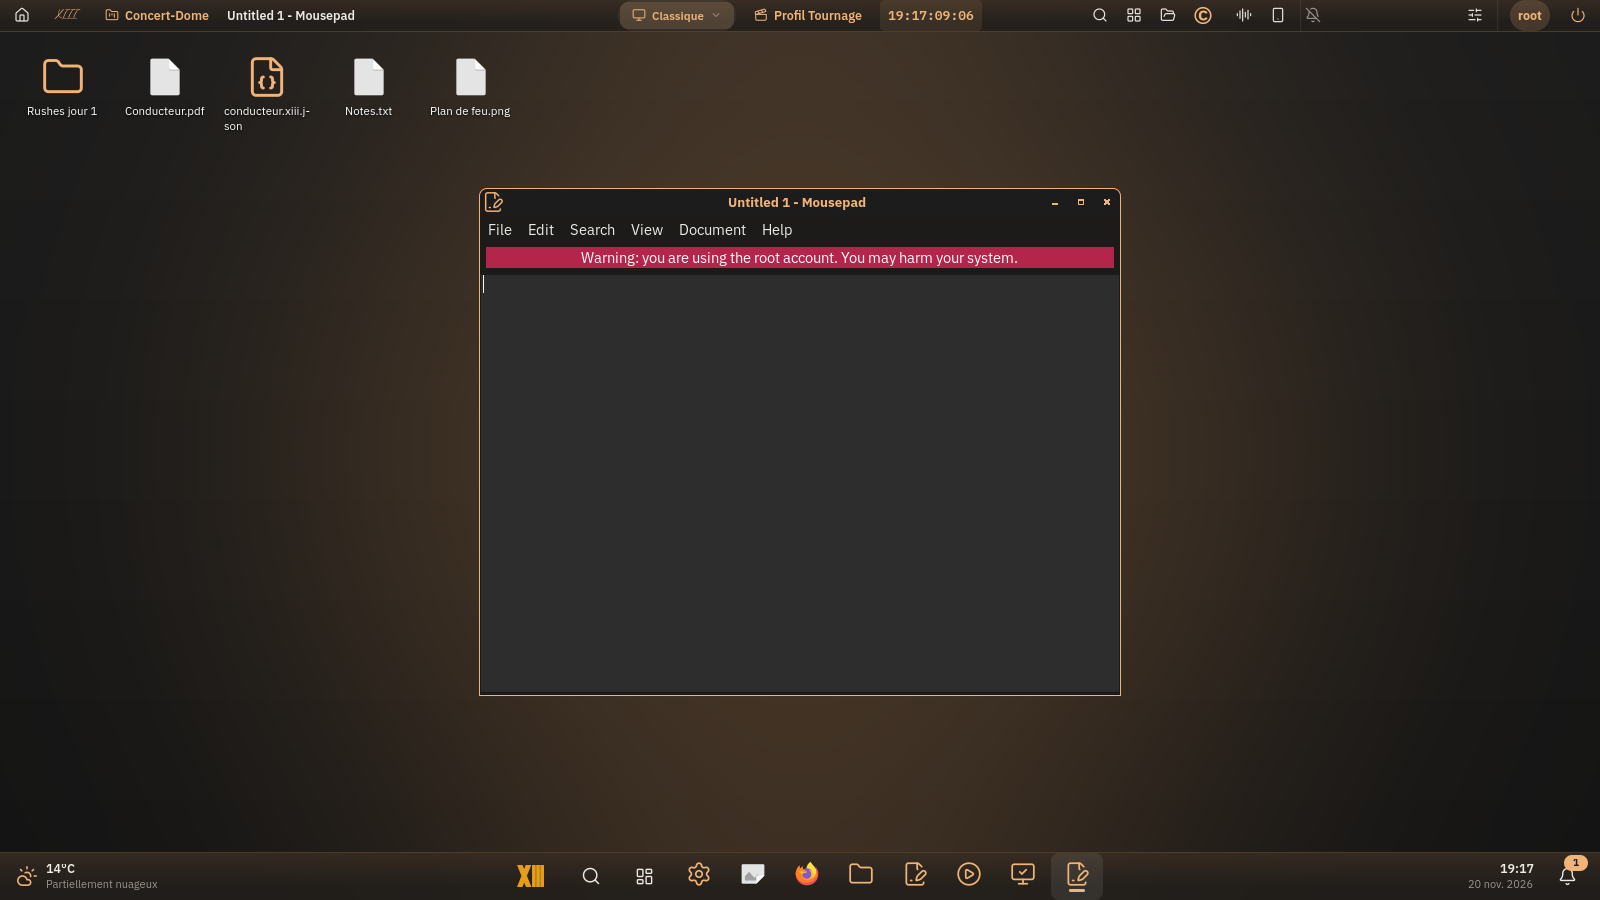 Concert-Dome
Untitled 1 - Mousepad
Classique
Profil Tournage
19:17:09:06
root
Rushes jour 1
Conducteur.pdf
conducteur.xiii.j-
son
Notes.txt
Plan de feu.png
Untitled 1 - Mousepad
File Edit Search View Document Help
Warning: you are using the root account. You may harm your system.
14°C
Partiellement nuageux
XIII
19:17
20 nov. 2026
1